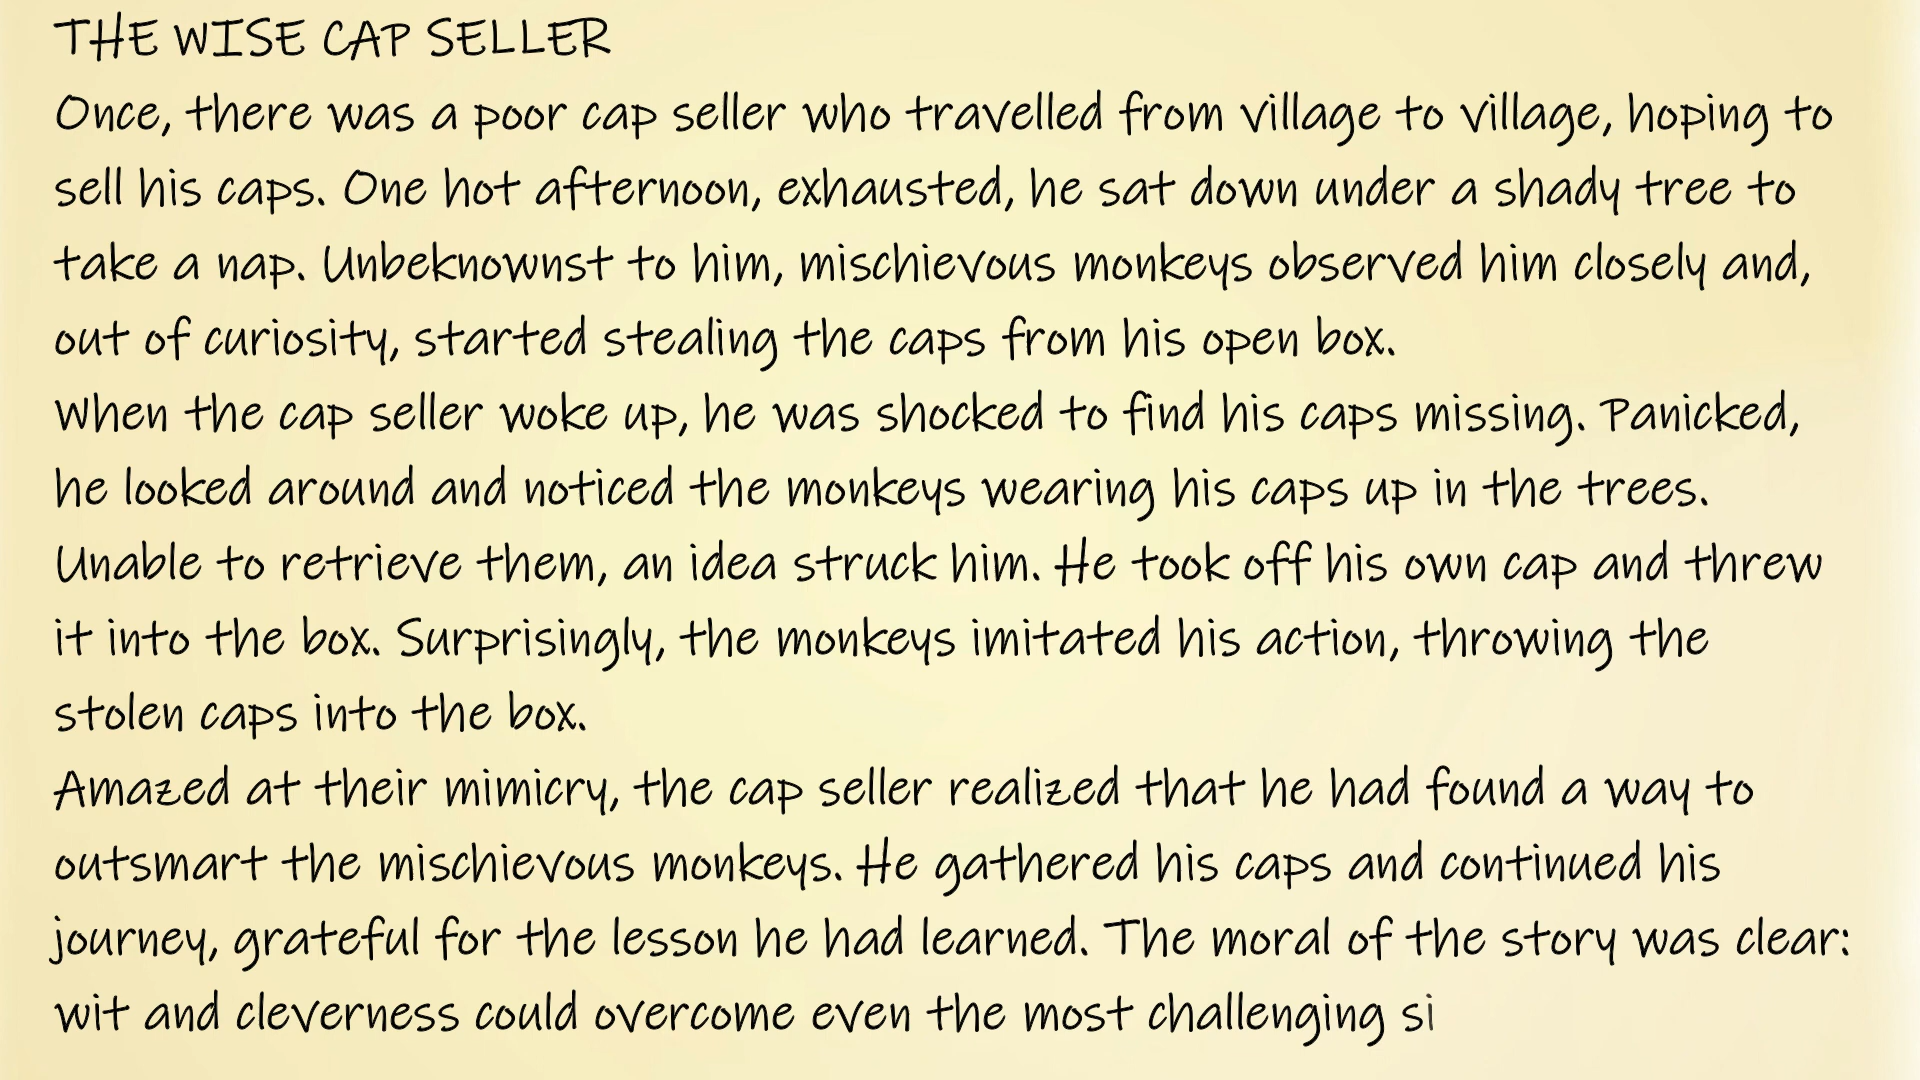 THE WISE CAP SELLER
Once, there was a poor cap seller who travelled from village to village, hoping to
sell his caps. One hot afternoon, exhausted, he sat down under a shady tree to
take a nap. Unbeknownst to him, mischievous monkeys observed him closely and,
out of curiosity, started stealing the caps from his open box.
When the cap seller woke up, he was shocked to find his caps missing. Panicked,
he looked around and noticed the monkeys wearing his caps up in the trees.
Unable to retrieve them, an idea struck him. He took off his own cap and threw
it into the box. Surprisingly, the monkeys imitated his action, throwing the
stolen caps into the box.
Amazed at their mimicry, the cap seller realized that he had found a way to
outsmart the mischievous monkeys. He gathered his caps and continued his
journey, grateful for the lesson he had learned. The moral of the story was clear:
wit and cleverness could overcome even the most challenging si